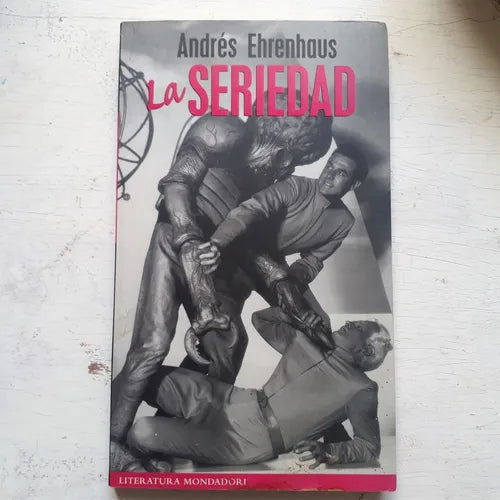 Andrés Ehrenhaus
La SERIEDAD
LITERATURA MONDADORI